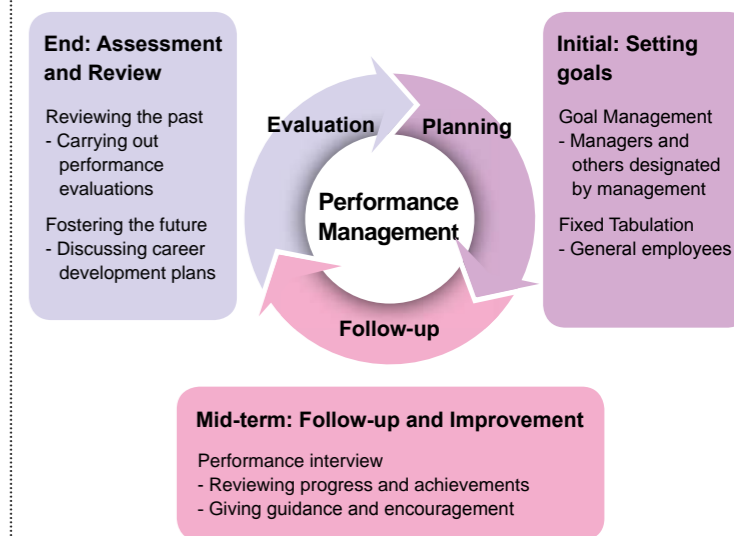 End: Assessment
and Review
Reviewing the past
- Carrying out
performance
evaluations
Fostering the future
- Discussing career
development plans
Evaluation
Planning
Performance
Management
Follow-up
Initial: Setting
goals
Goal Management
- Managers and
others designated
by management
Fixed Tabulation
- General employees
Mid-term: Follow-up and Improvement
Performance interview
- Reviewing progress and achievements
- Giving guidance and encouragement